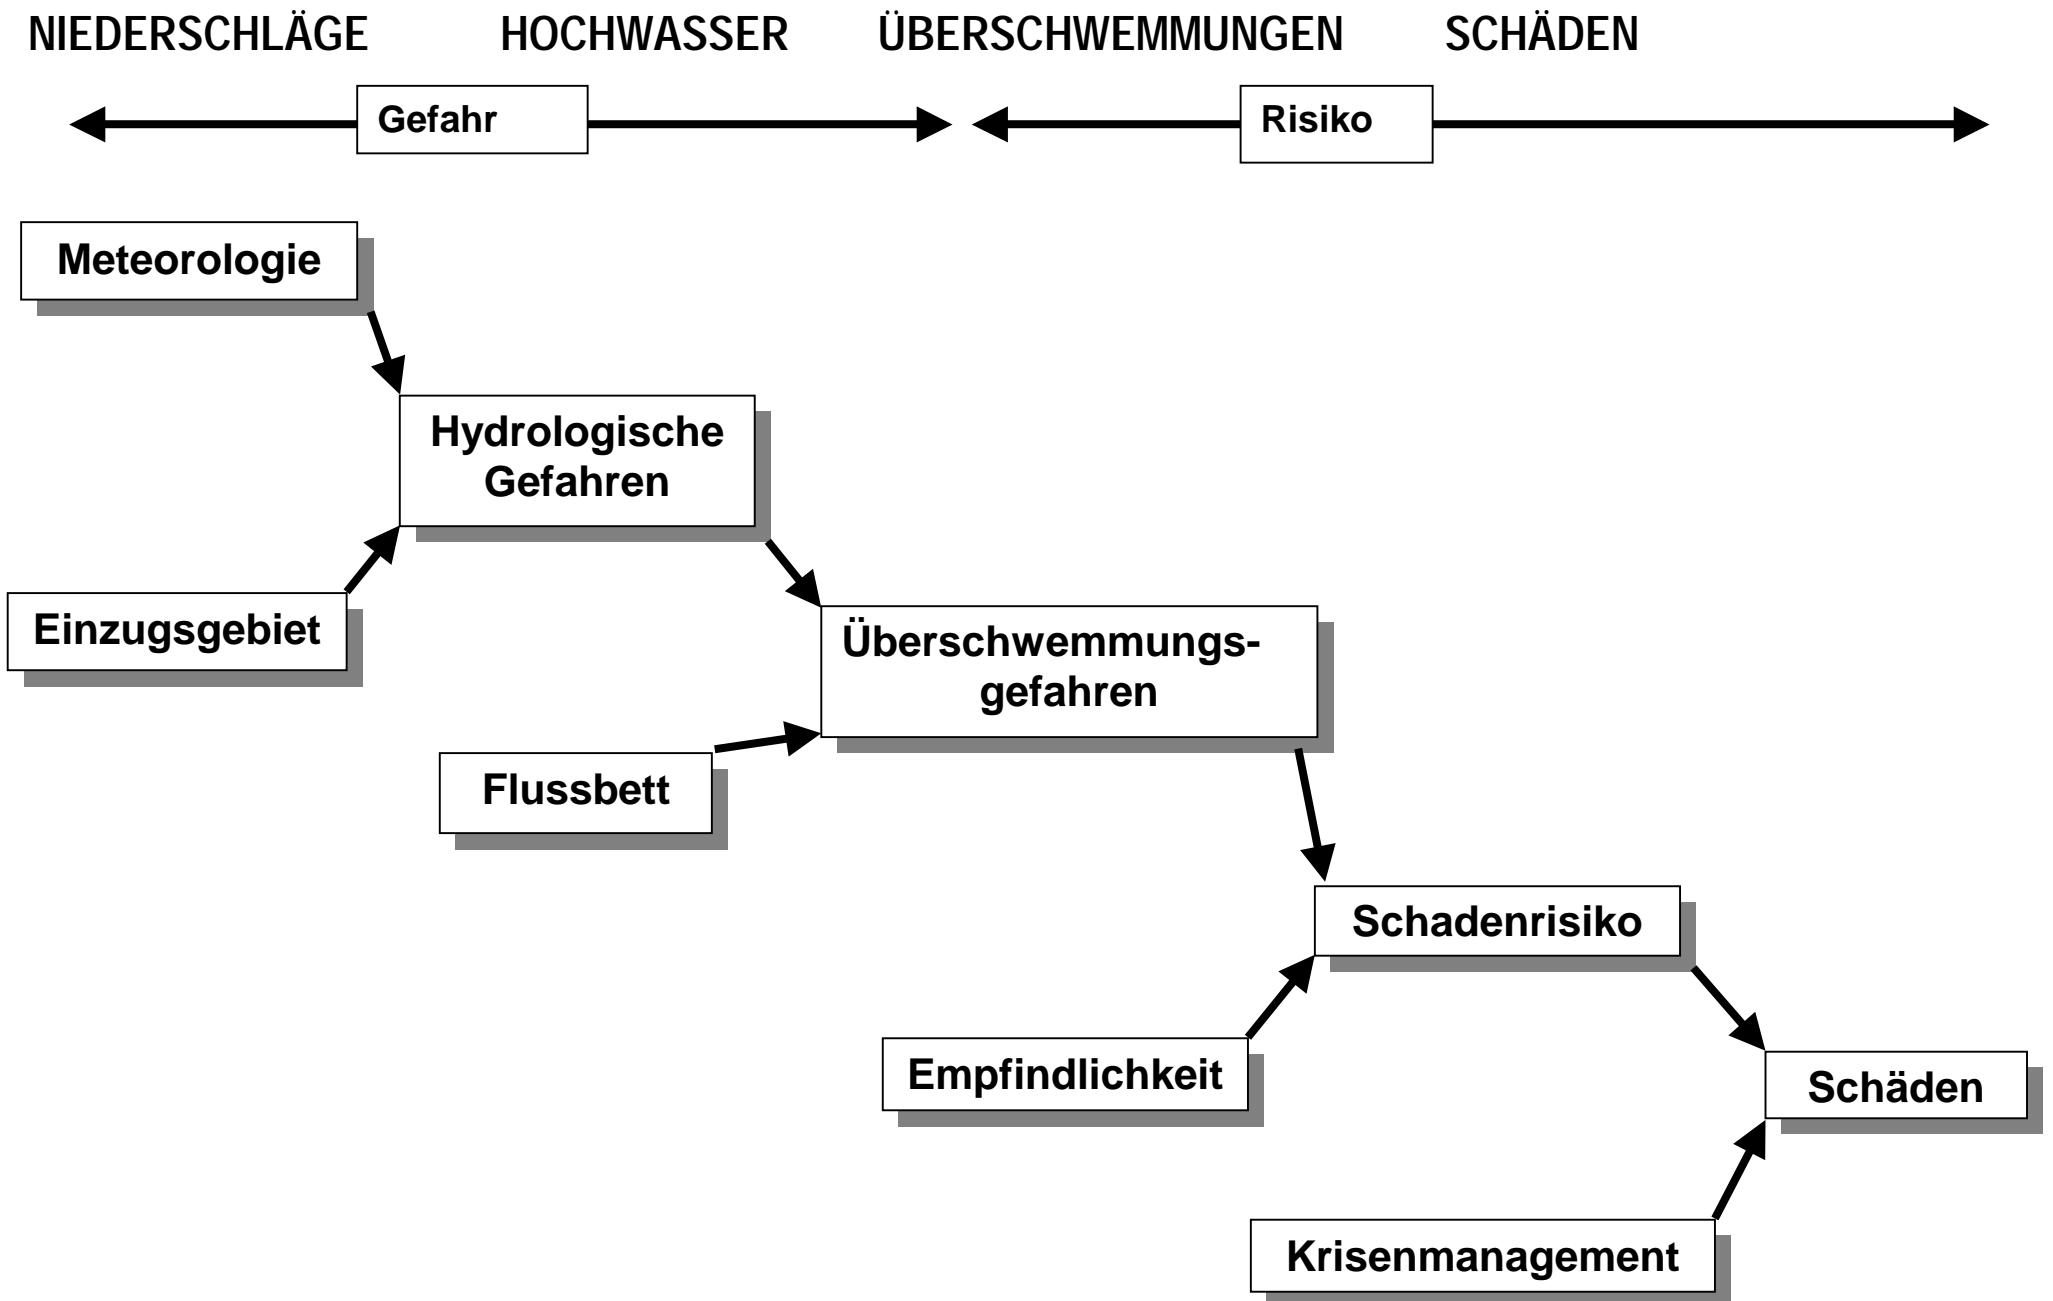 NIEDERSCHLÄGE HOCHWASSER ÜBERSCHWEMMUNGEN SCHÄDEN
Gefahr Risiko
Meteorologie
Hydrologische
Gefahren
Einzugsgebiet
Überschwemmungs-
gefahren
Flussbett
Schadenrisiko
Empfindlichkeit
Schäden
Krisenmanagement